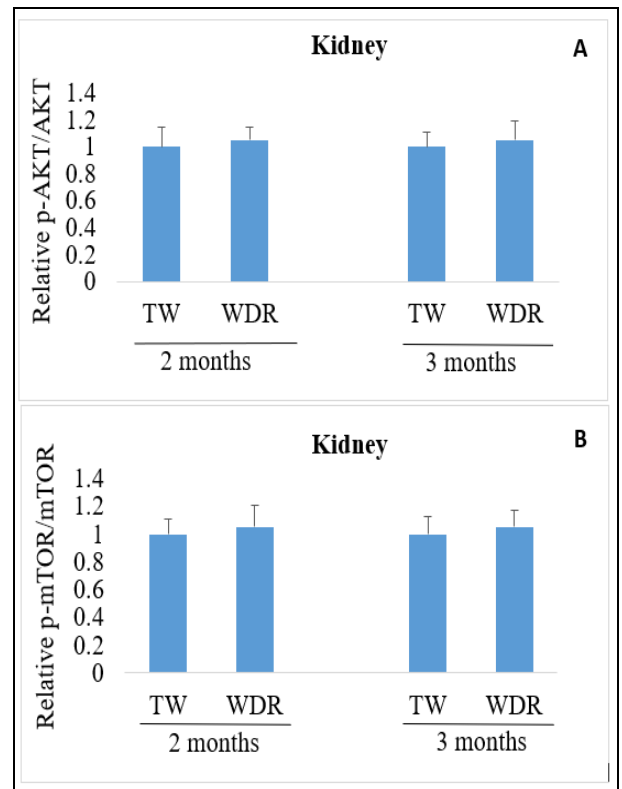 Kidney
A
Relative p-AKT/AKT
1.4
1.2
1
0.8
0.6
0.4
0.2
0
TW WDR TW WDR
2 months 3 months
Kidney
B
Relative p-mTOR/mTOR
1.4
1.2
1
0.8
0.6
0.4
0.2
0
TW WDR TW WDR
2 months 3 months